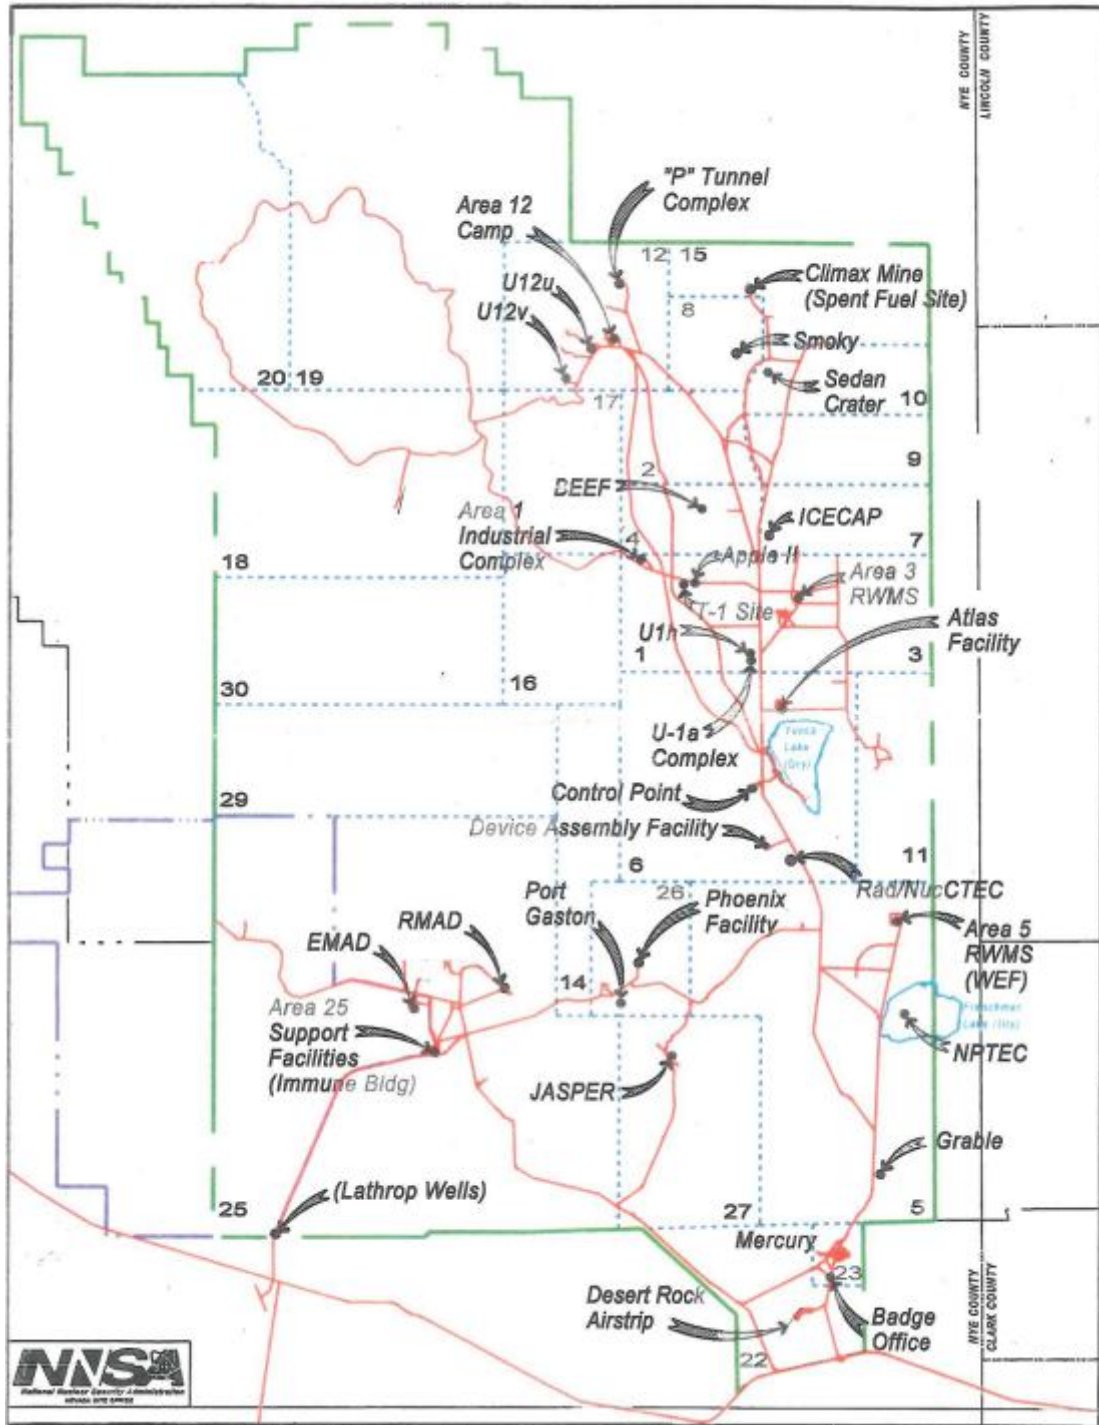 NYE COUNTY
LINCOLN COUNTY
"P" Tunnel
Complex
Area 12
Camp
12
15
Climax Mine
(Spent Fuel Site)
U12u
8
U12v
Smoky
20
19
Sedan
Crater
10
17
9
2
BEEF
Area 1
Industrial
Complex
ICECAP
4
7
Apple II
Area 3
RWMS
18
T-1 Site
Atlas
Facility
U1h
1
3
30
16
U-1a
Complex
Yucca
Lake
(Dry)
29
Control Point
Device Assembly Facility
6
11
26
Rad/NucCTEC
Port
Gaston
Phoenix
Facility
RMAD
Area 5
RWMS
(WEF)
EMAD
14
Area 25
Support
Facilities
(Immune Bldg)
Frenchman
NPTEC
JASPER
Grable
(Lathrop Wells)
25
27
5
Mercury
23
Desert Rock
Airstrip
Badge
Office
22
NYE COUNTY
CLARK COUNTY
NNSA
National Nuclear Security Administration
NEVADA SITE OFFICE